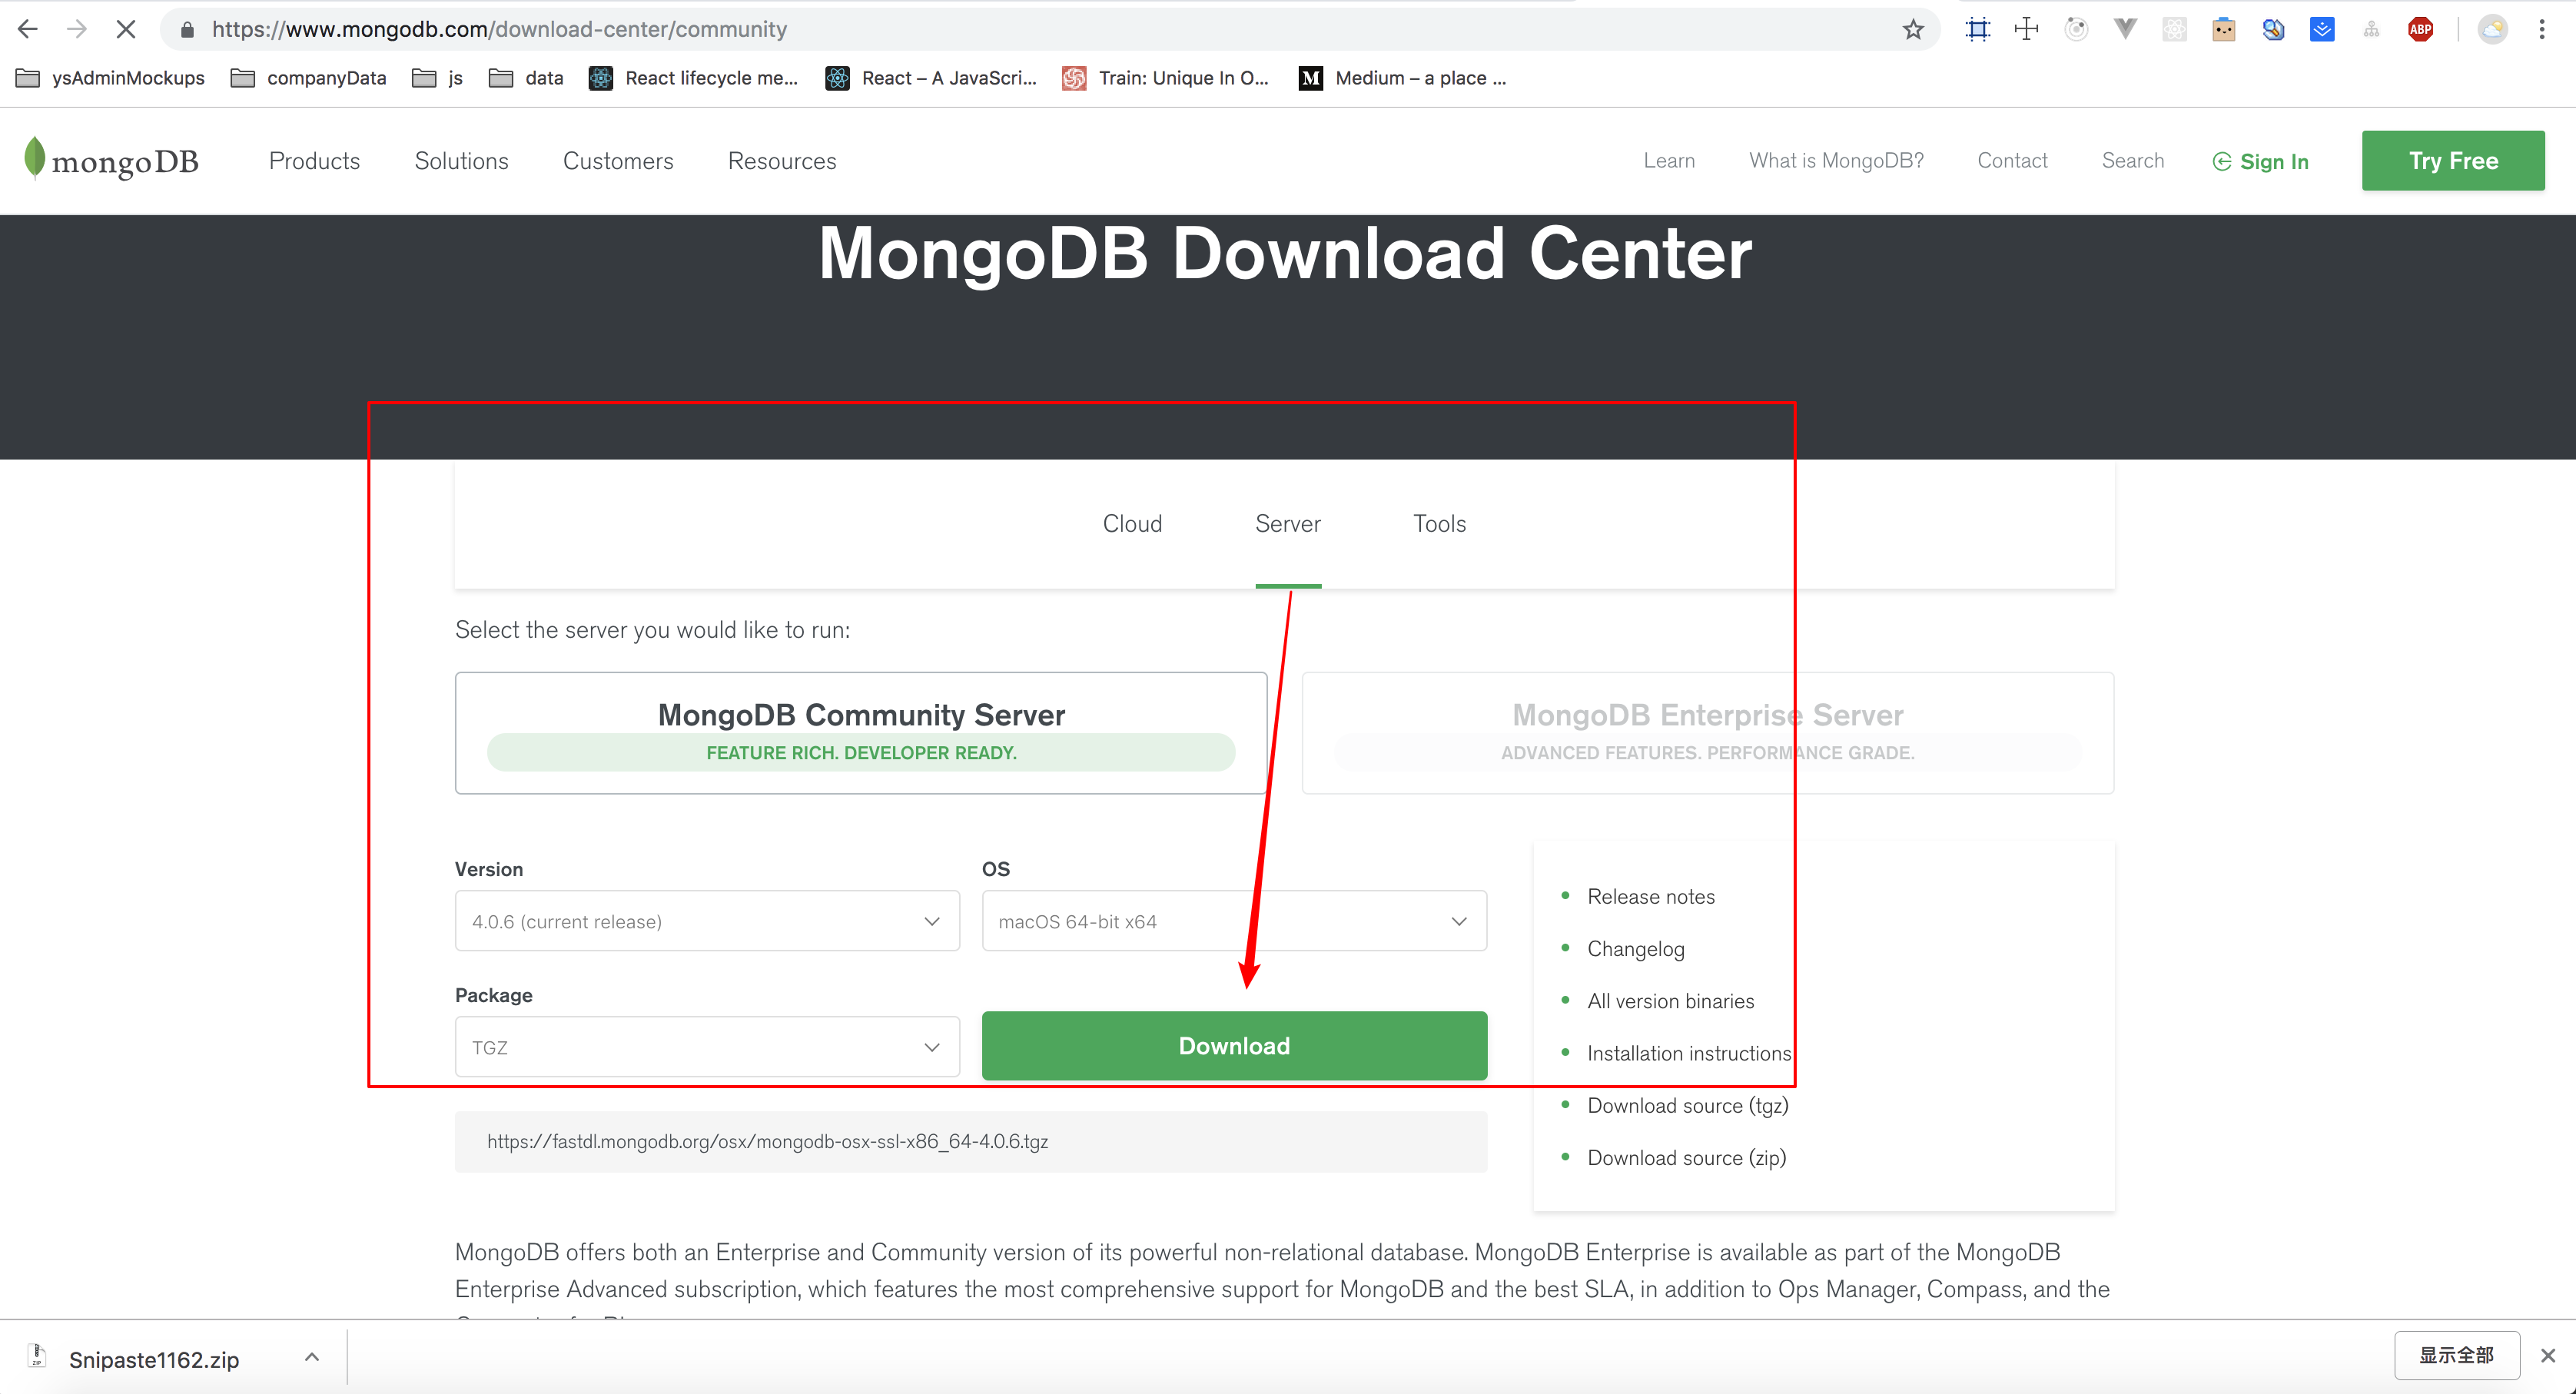 https://www.mongodb.com/download-center/community
ABP
ysAdminMockups companyData js data React lifecycle me... React – A JavaScri... Train: Unique In O... M Medium – a place ...
mongoDB Products Solutions Customers Resources Learn What is MongoDB? Contact Search Sign In Try Free
MongoDB Download Center
Cloud Server Tools
Select the server you would like to run:
MongoDB Community Server
FEATURE RICH. DEVELOPER READY.
MongoDB Enterprise Server
ADVANCED FEATURES. PERFORMANCE GRADE.
Version
4.0.6 (current release)
OS
macOS 64-bit x64
Package
TGZ
Download
https://fastdl.mongodb.org/osx/mongodb-osx-ssl-x86_64-4.0.6.tgz
Release notes
Changelog
All version binaries
Installation instructions
Download source (tgz)
Download source (zip)
MongoDB offers both an Enterprise and Community version of its powerful non-relational database. MongoDB Enterprise is available as part of the MongoDB
Enterprise Advanced subscription, which features the most comprehensive support for MongoDB and the best SLA, in addition to Ops Manager, Compass, and the
ZIP
Snipaste1162.zip
显示全部